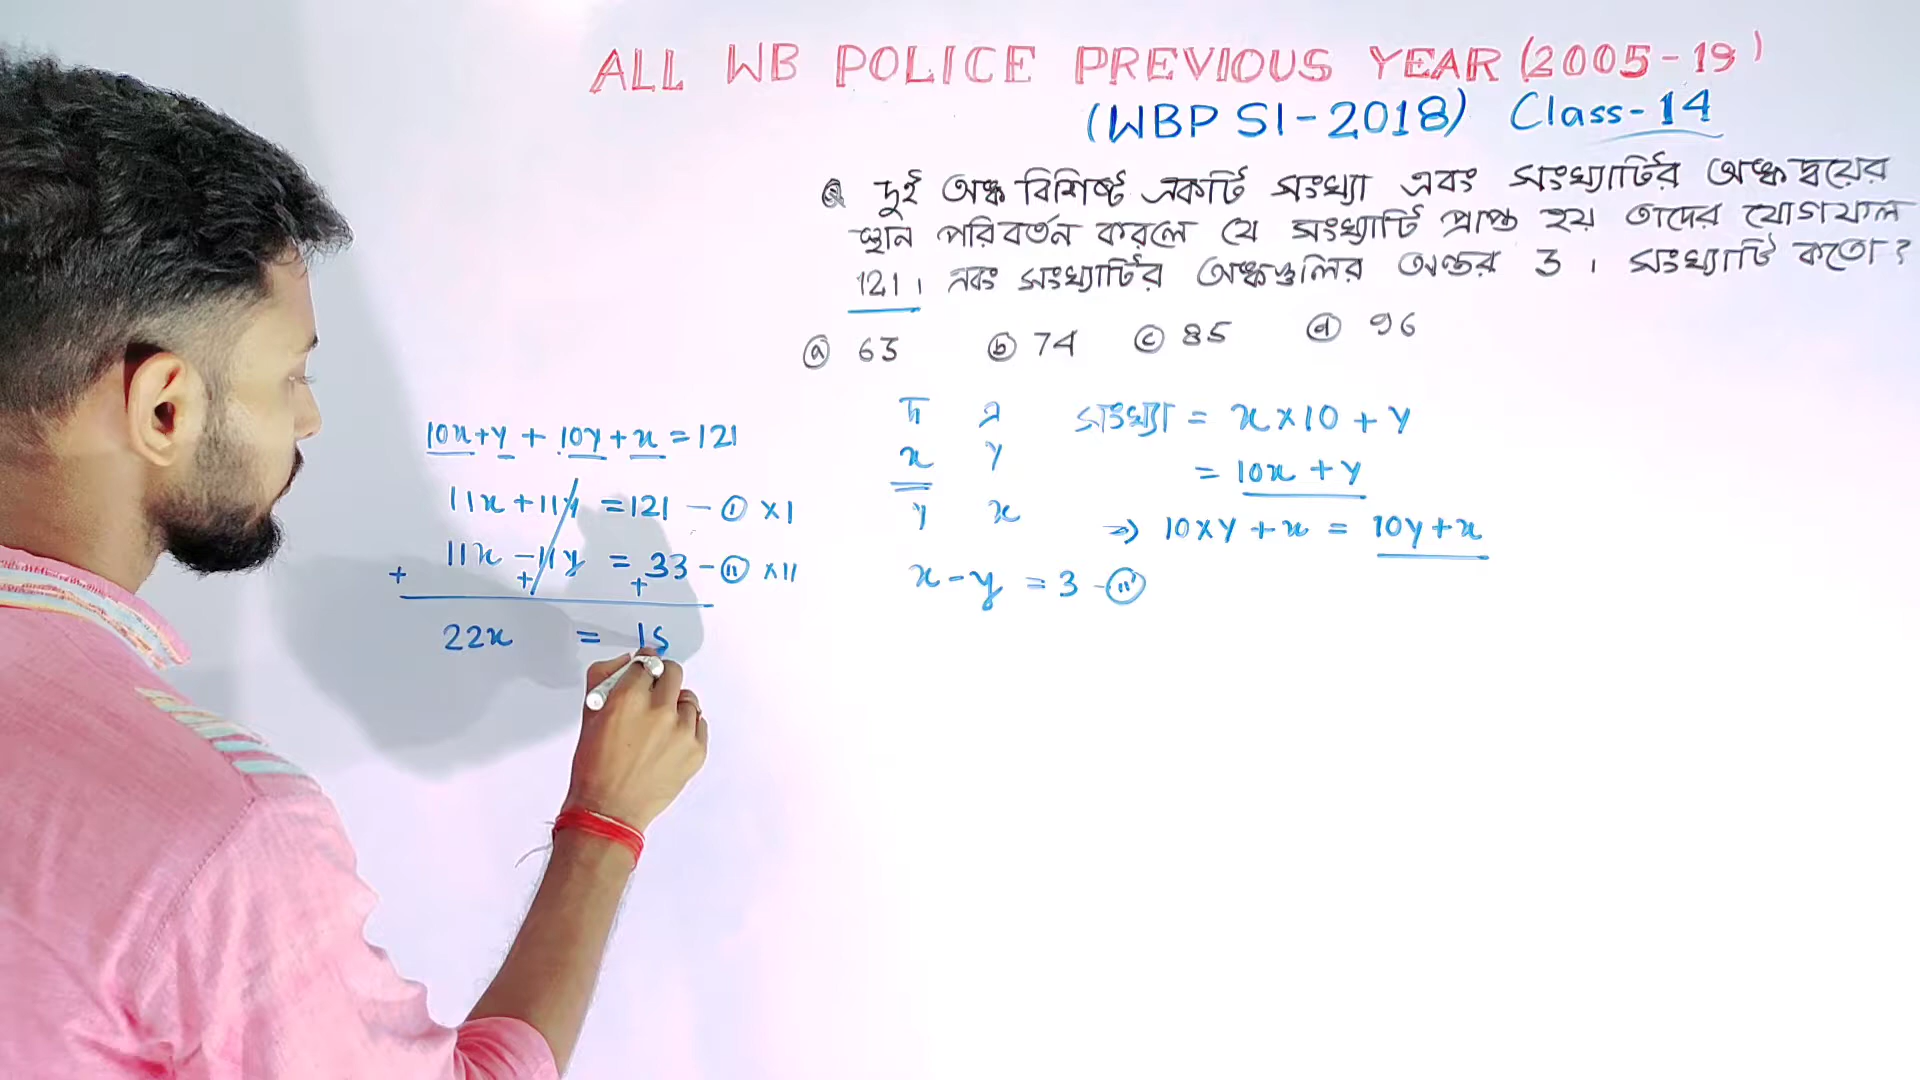 ALL WB POLICE PREVIOUS YEAR (2005-19)
(WBP SI-2018) Class-14
দুই অঙ্ক বিশিষ্ট একটি সংখ্যা এবং সংখ্যাটির অঙ্কদ্বয়ের
স্থান পরিবর্তন করলে যে সংখ্যাটি প্রাপ্ত হয় তাদের যোগফল
121। এবং সংখ্যাটির অঙ্কগুলির অন্তর 3। সংখ্যাটি কতো?
ⓐ 63 ⓑ 74 ⓒ 85 ⓓ 96
10x+y + 10y+x = 121
11x + 11y = 121 - ① × 1
11x - 11y = 33 - ⑪ × 11
+ + +
22x = 15
x y
y x
সংখ্যা = x×10 + y
= 10x + y
⇒ 10×y + x = 10y+x
x - y = 3 - ⑪